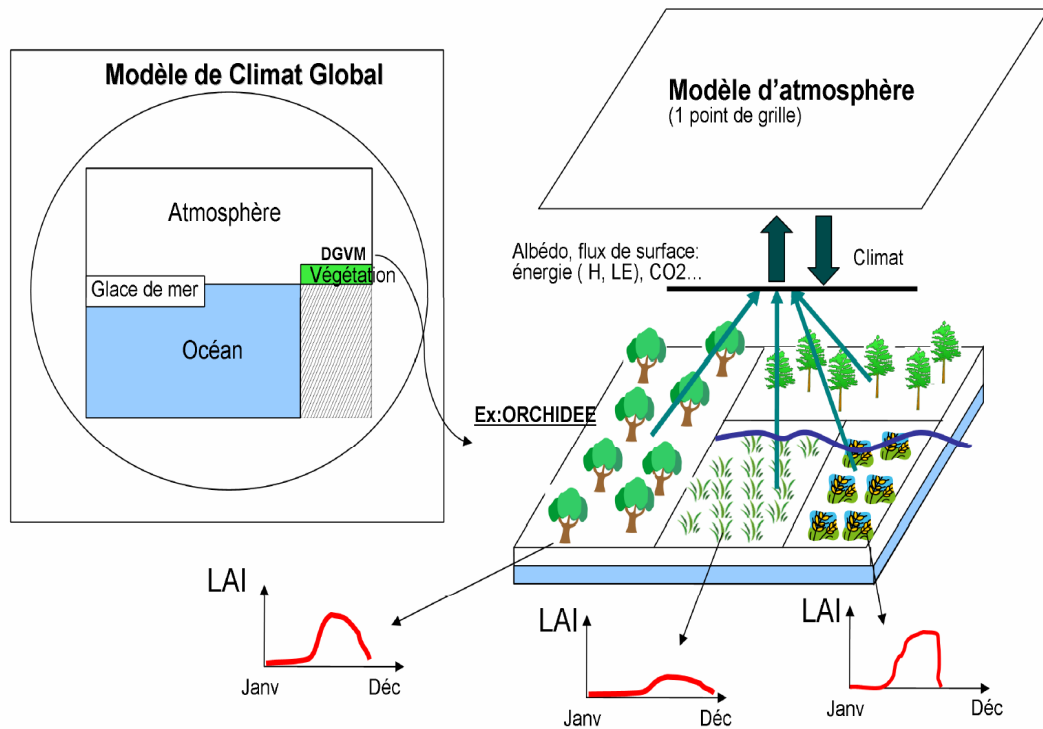 Modèle de Climat Global
Atmosphère
DGVM
Végétation
Glace de mer
Océan
Modèle d'atmosphère
(1 point de grille)
Albédo, flux de surface:
énergie ( H, LE), CO2...
Climat
Ex:ORCHIDEE
LAI
Janv
Déc
LAI
Janv
Déc
LAI
Janv
Déc